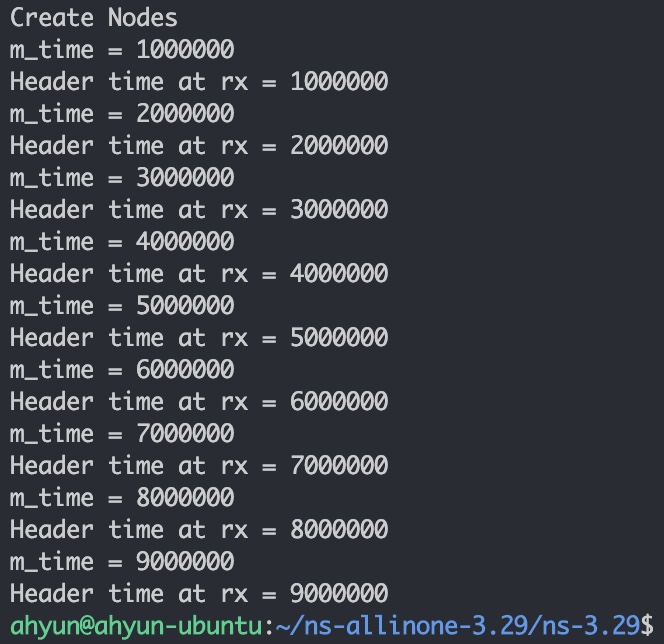 Create Nodes
m_time = 1000000
Header time at rx = 1000000
m_time = 2000000
Header time at rx = 2000000
m_time = 3000000
Header time at rx = 3000000
m_time = 4000000
Header time at rx = 4000000
m_time = 5000000
Header time at rx = 5000000
m_time = 6000000
Header time at rx = 6000000
m_time = 7000000
Header time at rx = 7000000
m_time = 8000000
Header time at rx = 8000000
m_time = 9000000
Header time at rx = 9000000
ahyun@ahyun-ubuntu:~/ns-allinone-3.29/ns-3.29$